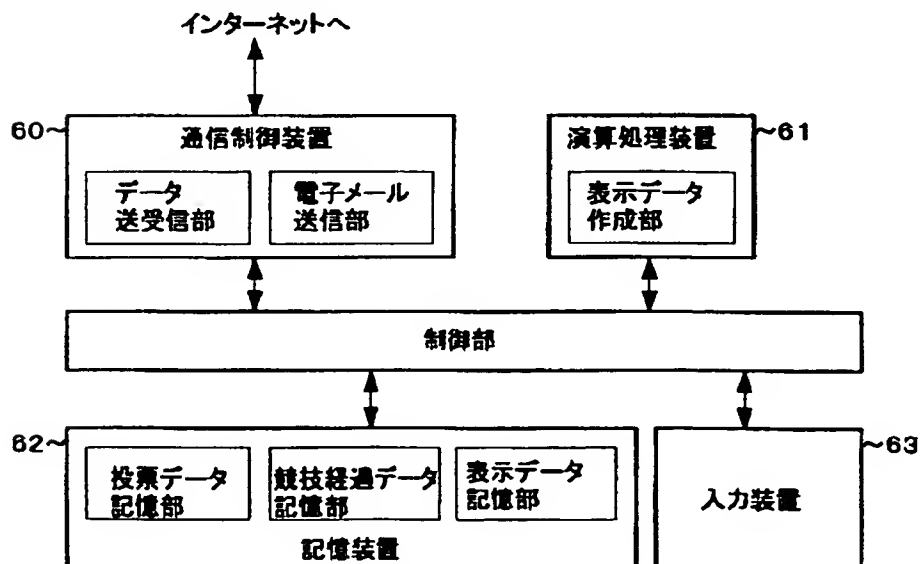 インターネットへ
60
通信制御装置
データ
送受信部
電子メール
送信部
演算処理装置
61
表示データ
作成部
制御部
62
投票データ
記憶部
競技経過データ
記憶部
表示データ
記憶部
記憶装置
入力装置
63